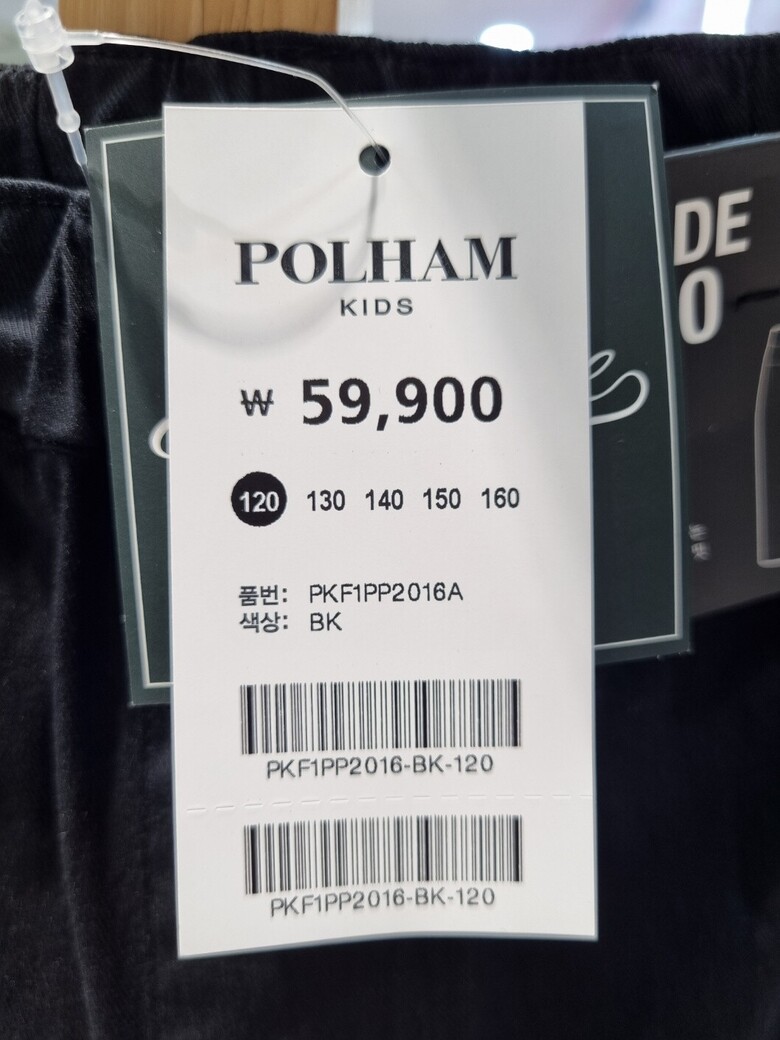 POLHAM
KIDS
₩ 59,900
120 130 140 150 160
품번: PKF1PP2016A
색상: BK
PKF1PP2016-BK-120
PKF1PP2016-BK-120
DE
0